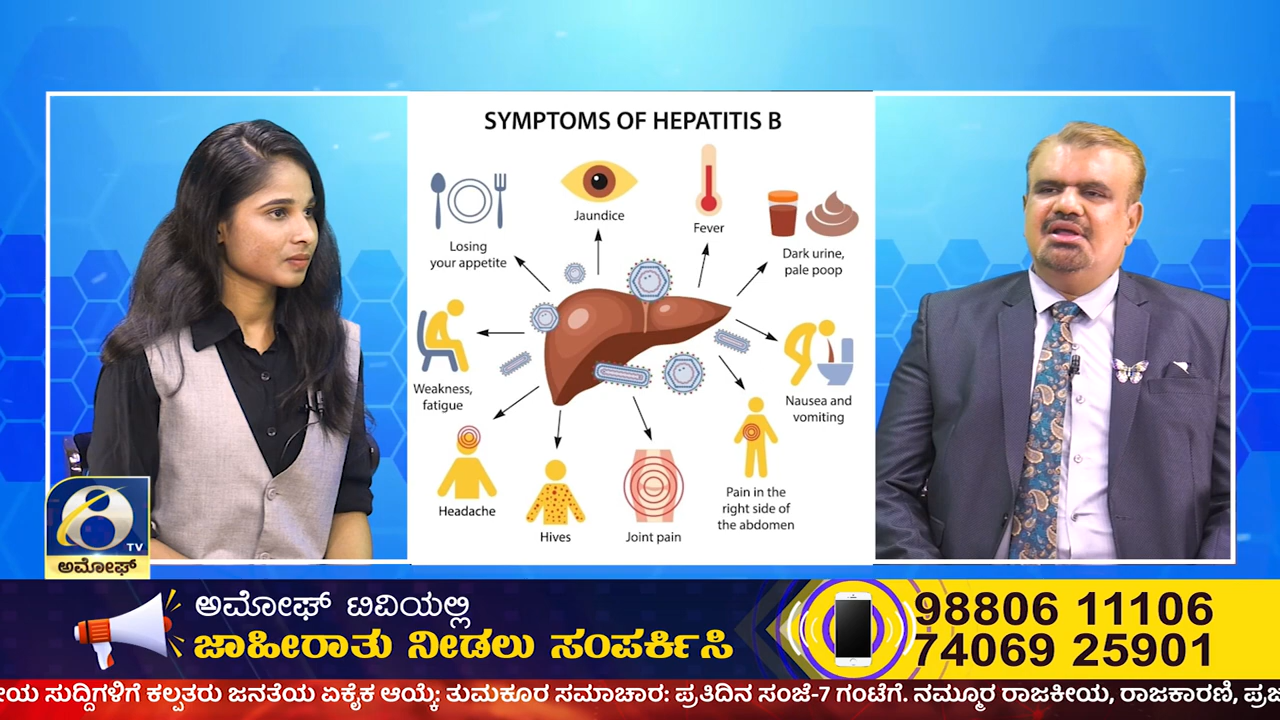 SYMPTOMS OF HEPATITIS B
Jaundice
Fever
Losing
your appetite
Dark urine,
pale poop
Weakness,
fatigue
Nausea and
vomiting
Headache
Hives
Joint pain
Pain in the
right side of
the abdomen
8
TV
ಅಮೋಘ್
ಅಮೋಘ್ ಟಿವಿಯಲ್ಲಿ
ಜಾಹೀರಾತು ನೀಡಲು ಸಂಪರ್ಕಿಸಿ
98806 11106
74069 25901
ಸುದ್ದಿಗಳಿಗೆ ಕಲ್ಪತರು ಜನತೆಯ ಏಕೈಕ ಆಯ್ಕೆ: ತುಮಕೂರ ಸಮಾಚಾರ: ಪ್ರತಿದಿನ ಸಂಜೆ-7 ಗಂಟೆಗೆ. ನಮ್ಮೂರ ರಾಜಕೀಯ, ರಾಜಕಾರಣಿ,